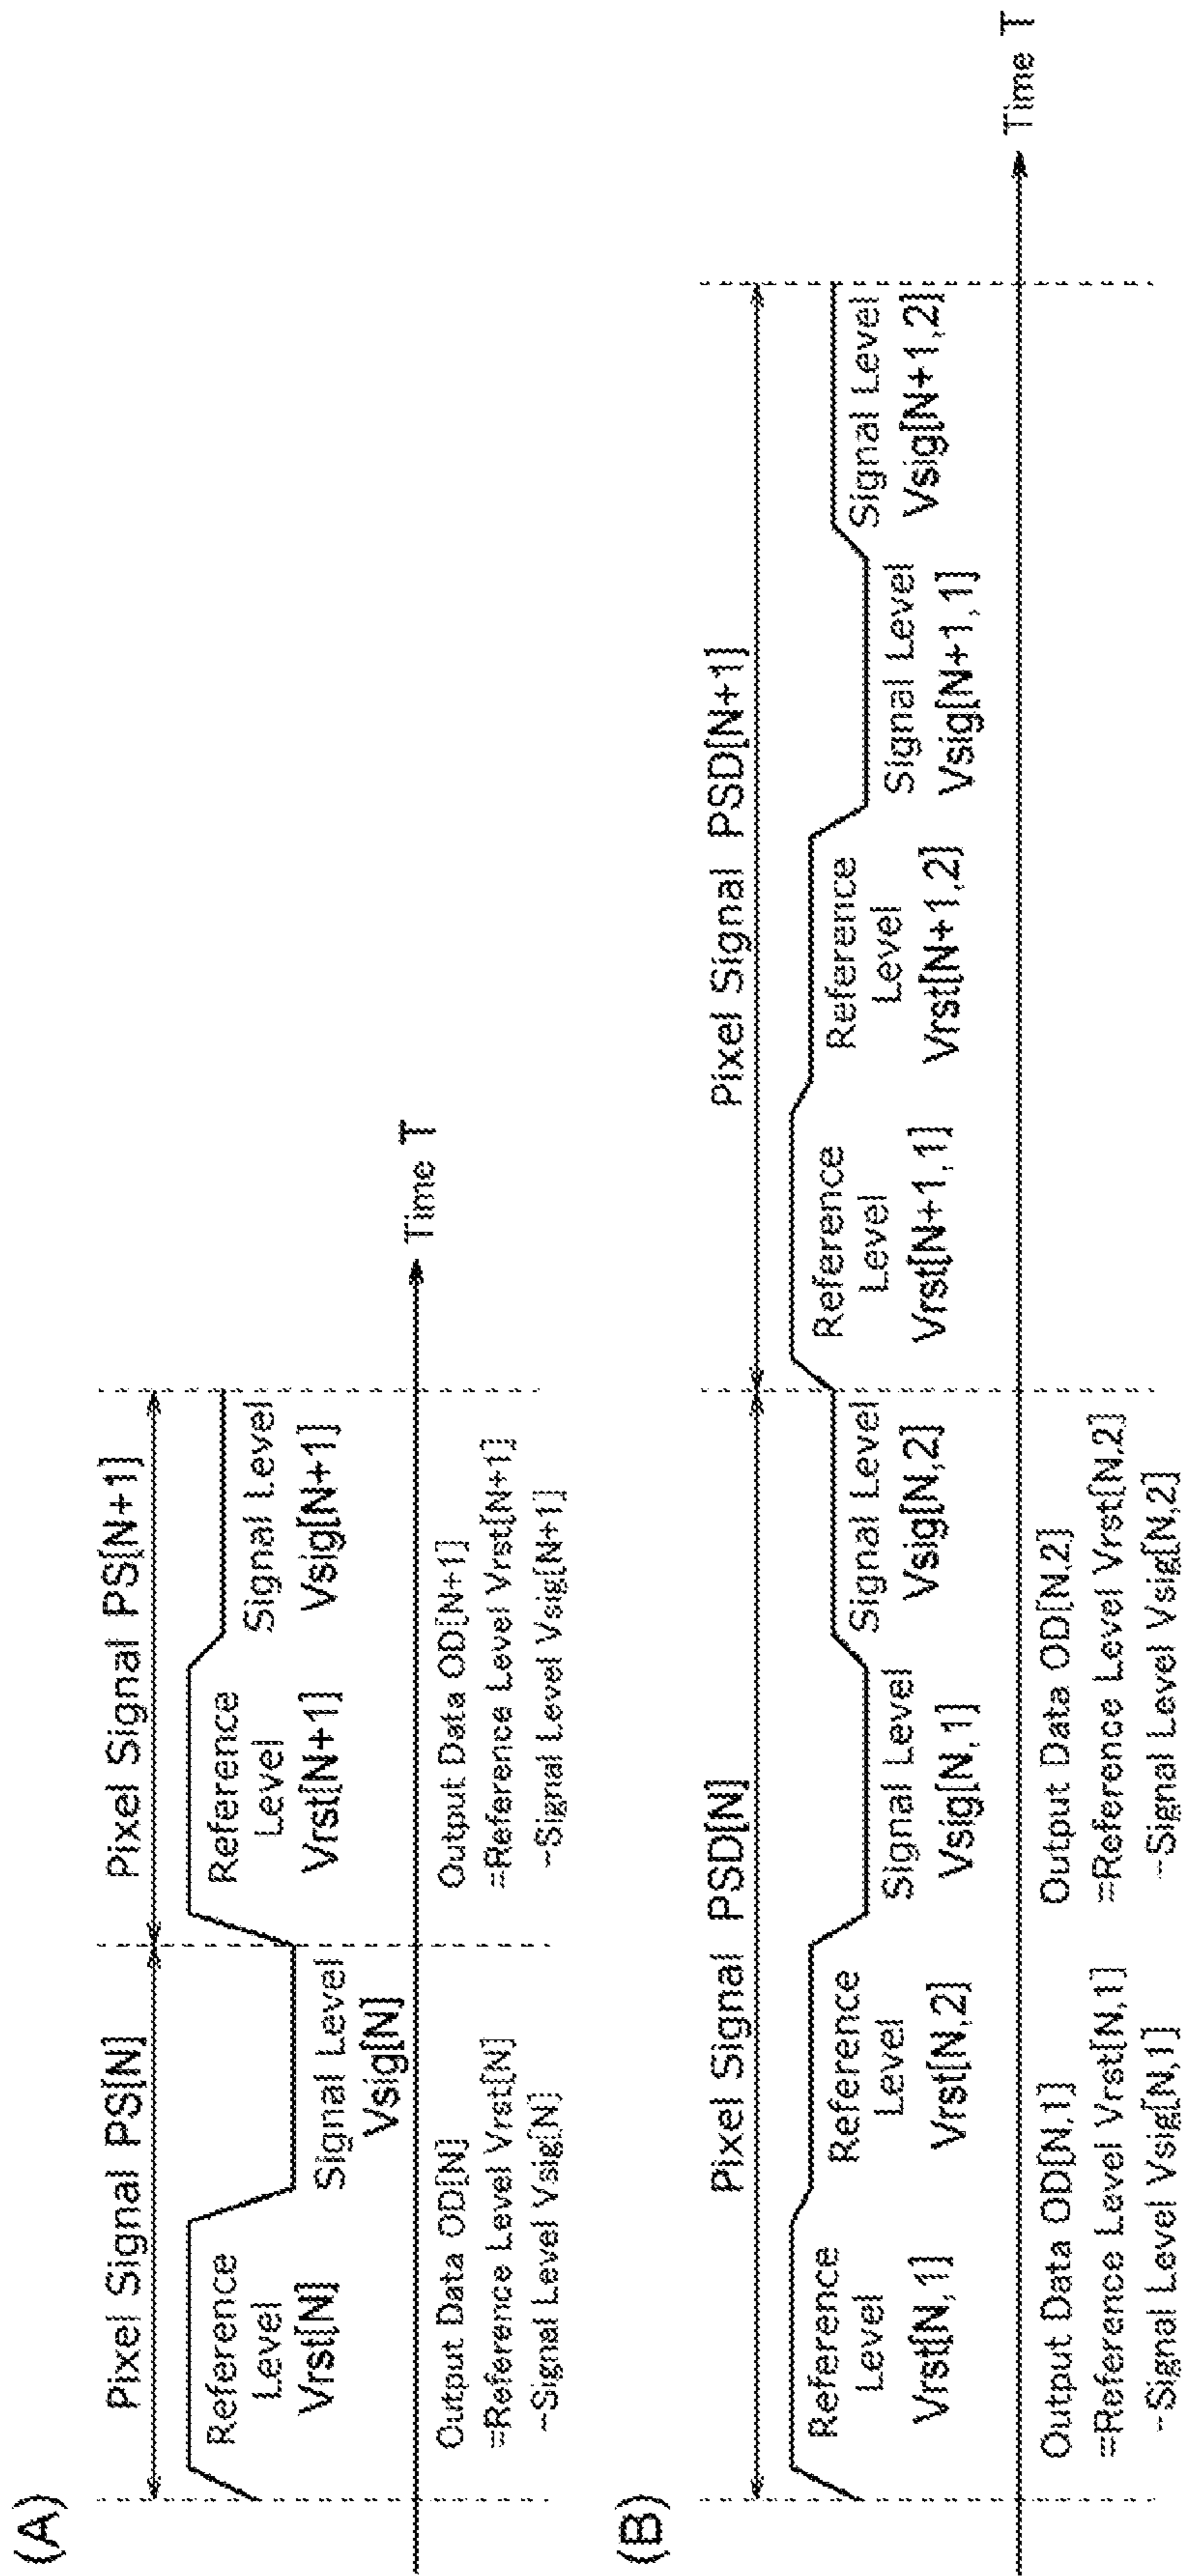 (A)
Pixel Signal PS[N]
Pixel Signal PS[N+1]
Reference
Level
Vrst[N]
Signal Level
Vsig[N]
Reference
Level
Vrst[N+1]
Signal Level
Vsig[N+1]
Time T
Output Data OD[N]
=Reference Level Vrst[N]
-Signal Level Vsig[N]
Output Data OD[N+1]
=Reference Level Vrst[N+1]
-Signal Level Vsig[N+1]
(B)
Pixel Signal PSD[N]
Pixel Signal PSD[N+1]
Reference
Level
Vrst[N,1]
Reference
Level
Vrst[N,2]
Signal Level
Vsig[N,1]
Signal Level
Vsig[N,2]
Reference
Level
Vrst[N+1,1]
Reference
Level
Vrst[N+1,2]
Signal Level
Vsig[N+1,1]
Signal Level
Vsig[N+1,2]
Time T
Output Data OD[N,1]
=Reference Level Vrst[N,1]
-Signal Level Vsig[N,1]
Output Data OD[N,2]
=Reference Level Vrst[N,2]
-Signal Level Vsig[N,2]